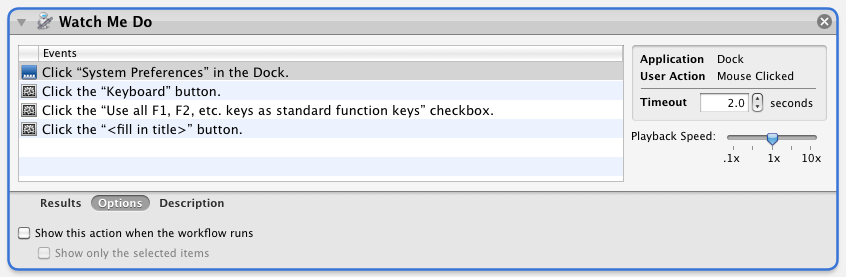 Watch Me Do
Events
Click “System Preferences” in the Dock.
Click the “Keyboard” button.
Click the “Use all F1, F2, etc. keys as standard function keys” checkbox.
Click the “<fill in title>” button.
Application Dock
User Action Mouse Clicked
Timeout 2.0 seconds
Playback Speed:
.1x 1x 10x
Results Options Description
Show this action when the workflow runs
Show only the selected items